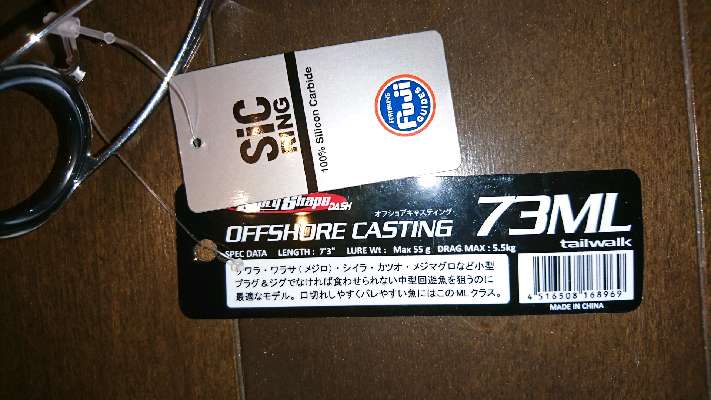 SiC
RING
100% Silicon Carbide
FEATURING
Fuji
GUIDES
Shape DASH
オフショアキャスティング
OFFSHORE CASTING 73ML
tailwalk
SPEC DATA LENGTH : 7'3" LURE Wt : Max 55 g DRAG.MAX : 5.5kg
サワラ・ワラサ(メジロ)・シイラ・カツオ・メジマグロなど小型
プラグ&ジグでなければ食わせられない中型回遊魚を狙うのに
最適なモデル。口切れしやすくバレやすい魚にはこのMLクラス。
4 516508 168969
MADE IN CHINA